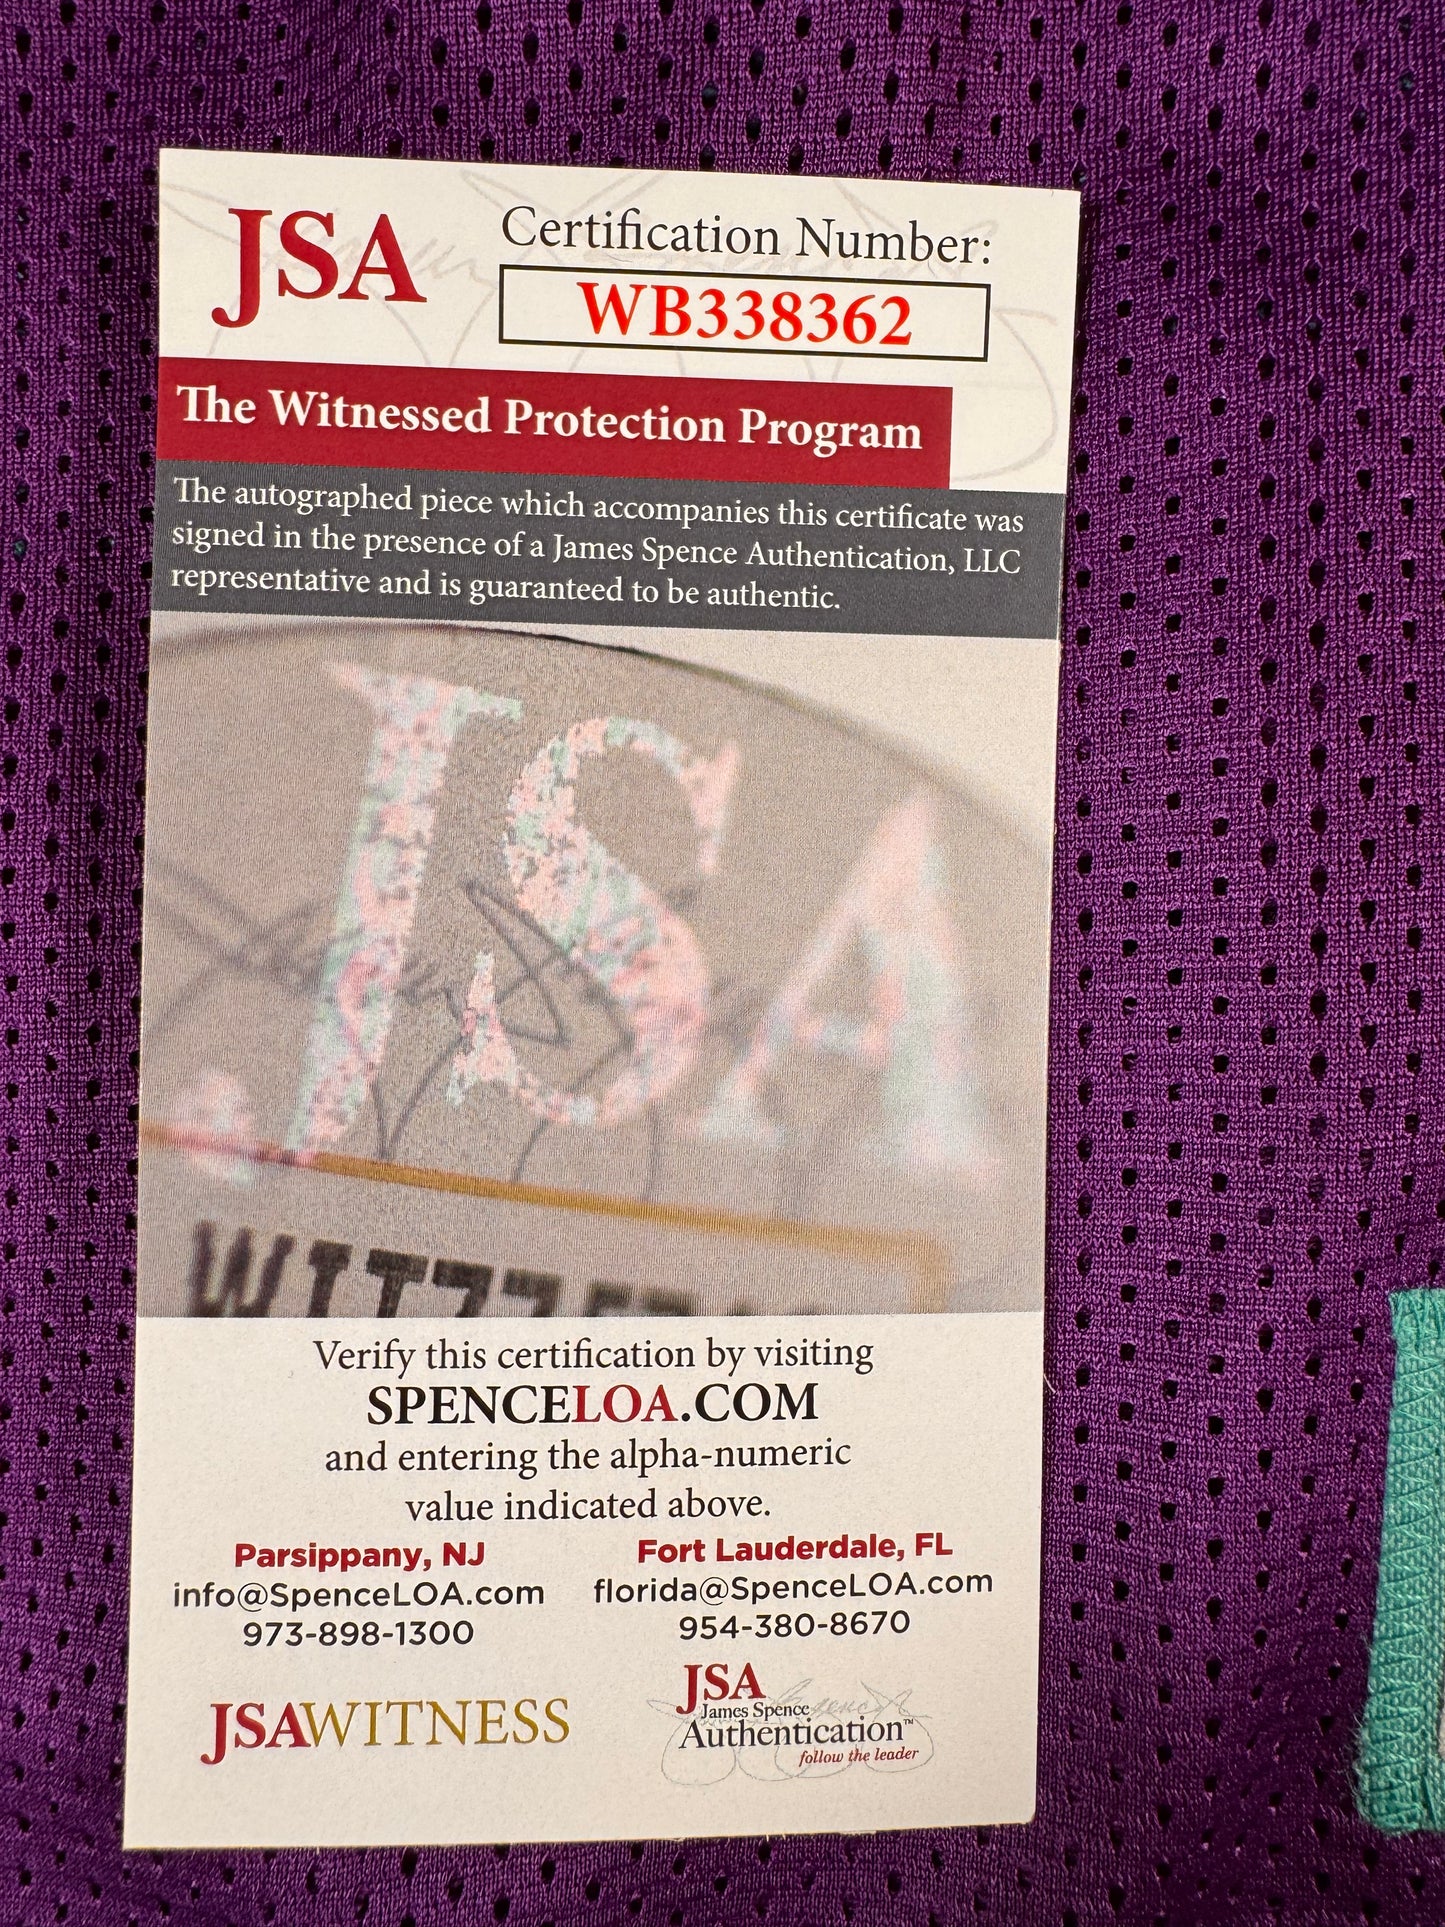 JSA
Certification Number:
WB338362
The Witnessed Protection Program
The autographed piece which accompanies this certificate was
signed in the presence of a James Spence Authentication, LLC
representative and is guaranteed to be authentic.
JSA
Verify this certification by visiting
SPENCELOA.COM
and entering the alpha-numeric
value indicated above.
Parsippany, NJ
info@SpenceLOA.com
973-898-1300
Fort Lauderdale, FL
florida@SpenceLOA.com
954-380-8670
JSAWITNESS
JSA
James Spence
Authentication™
follow the leader